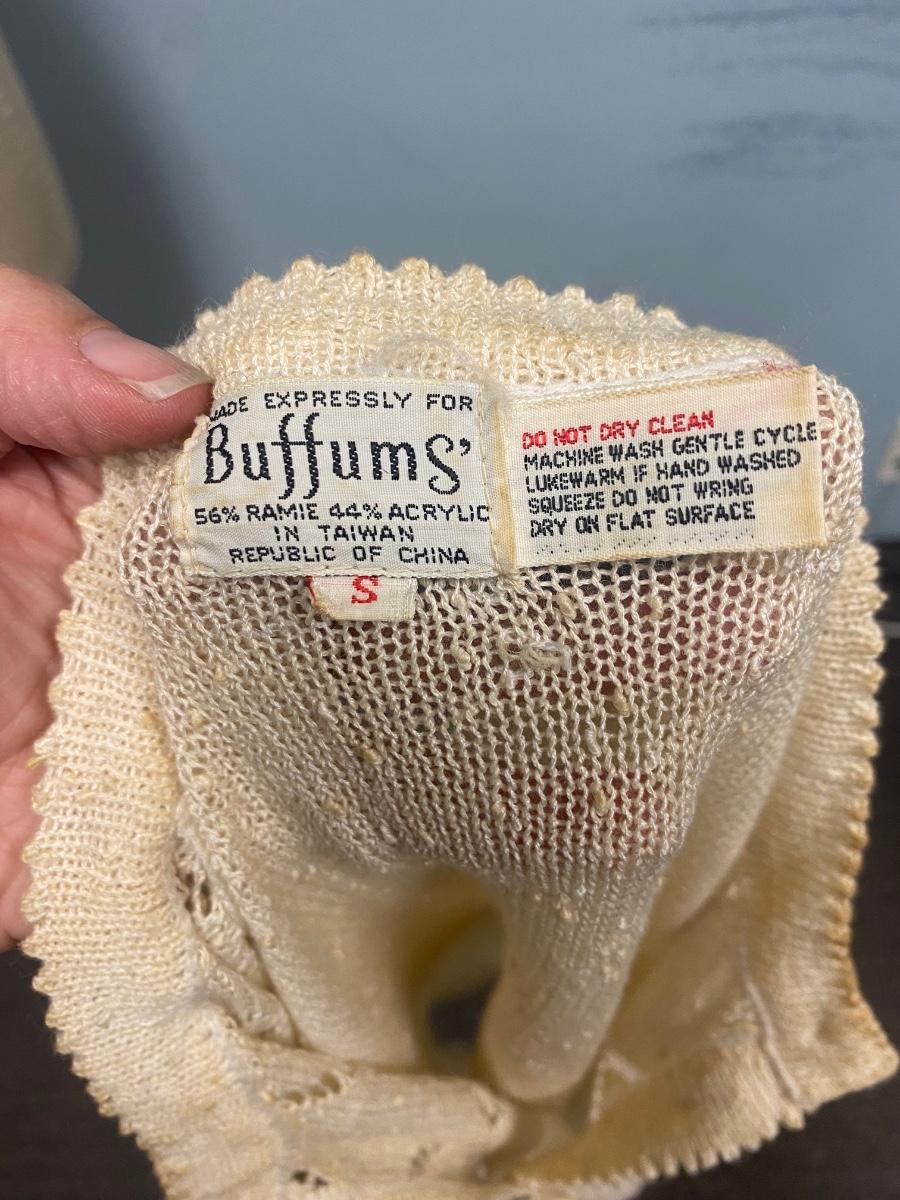 MADE EXPRESSLY FOR
Buffums'
56% RAMIE 44% ACRYLIC
IN TAIWAN
REPUBLIC OF CHINA
S
DO NOT DRY CLEAN
MACHINE WASH GENTLE CYCLE
LUKEWARM IF HAND WASHED
SQUEEZE DO NOT WRING
DRY ON FLAT SURFACE